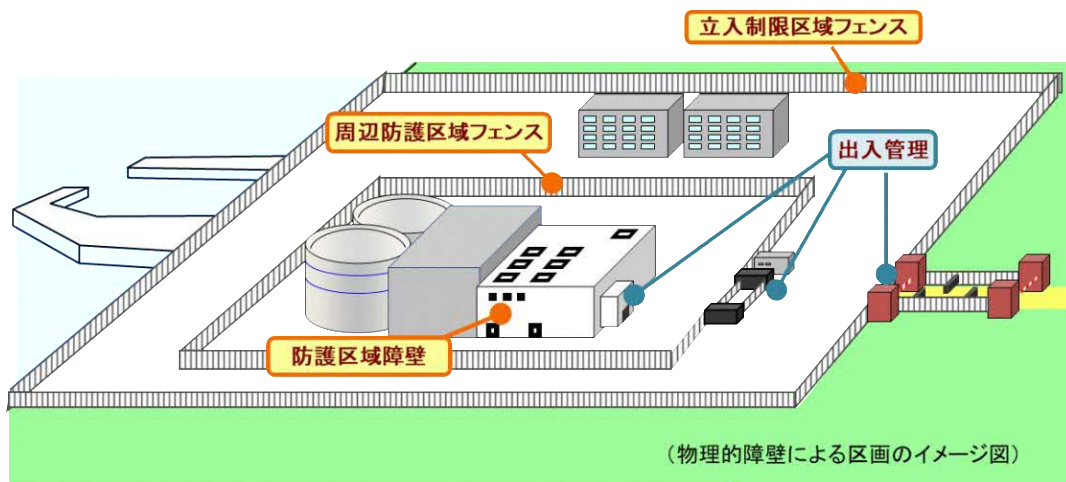 立入制限区域フェンス
周辺防護区域フェンス
出入管理
防護区域障壁
（物理的障壁による区画のイメージ図）